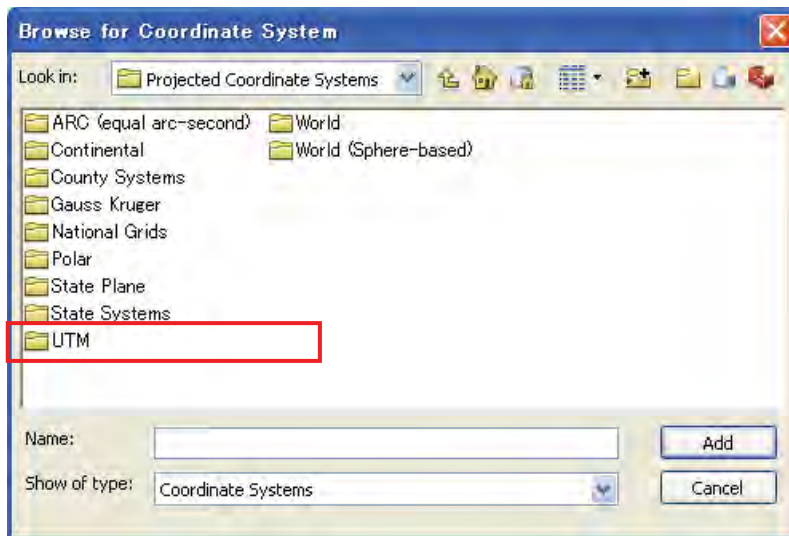 Browse for Coordinate System
Look in: Projected Coordinate Systems
ARC (equal arc-second) World
Continental World (Sphere-based)
County Systems
Gauss Kruger
National Grids
Polar
State Plane
State Systems
UTM
Name: Add
Show of type: Coordinate Systems Cancel